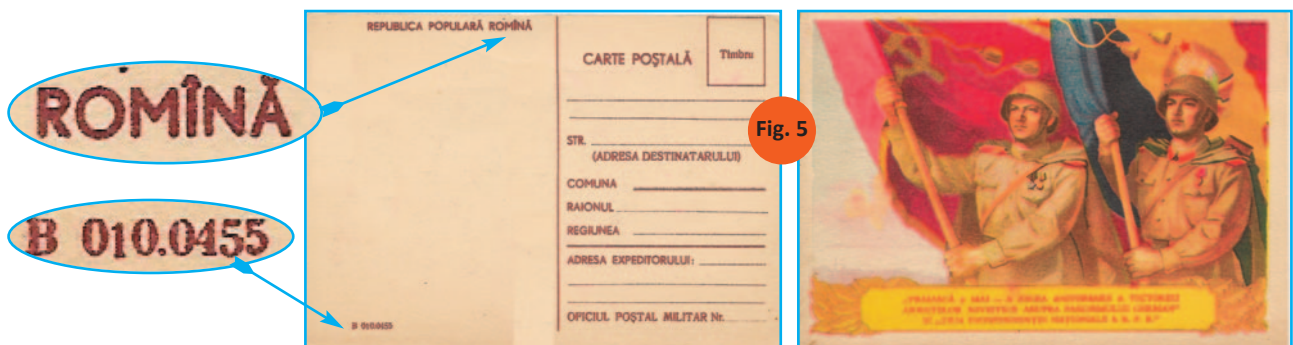 ROMÎNĂ
B 010.0455
REPUBLICA POPULARĂ ROMÎNĂ
CARTE POŞTALĂ
Timbru
STR.
(ADRESA DESTINATARULUI)
COMUNA
RAIONUL
REGIUNEA
ADRESA EXPEDITORULUI:
OFICIUL POŞTAL MILITAR Nr.
B 010.0455
Fig. 5
MAI — A